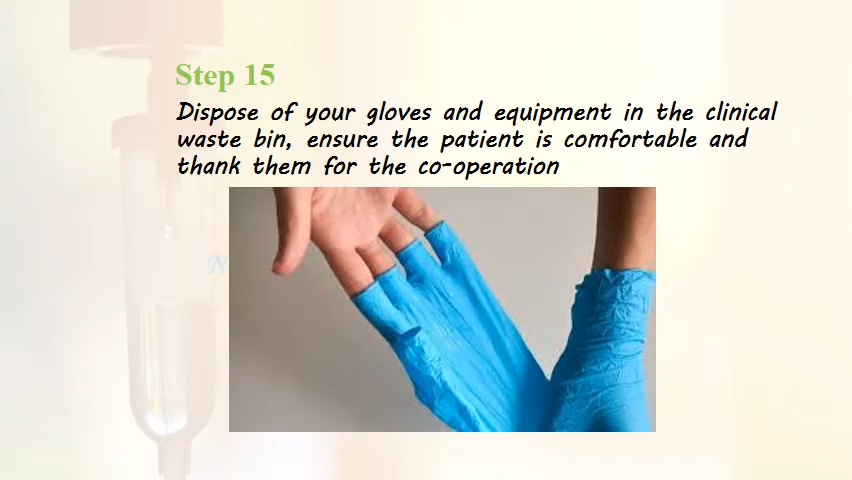 Step 15
Dispose of your gloves and equipment in the clinical
waste bin, ensure the patient is comfortable and
thank them for the co-operation